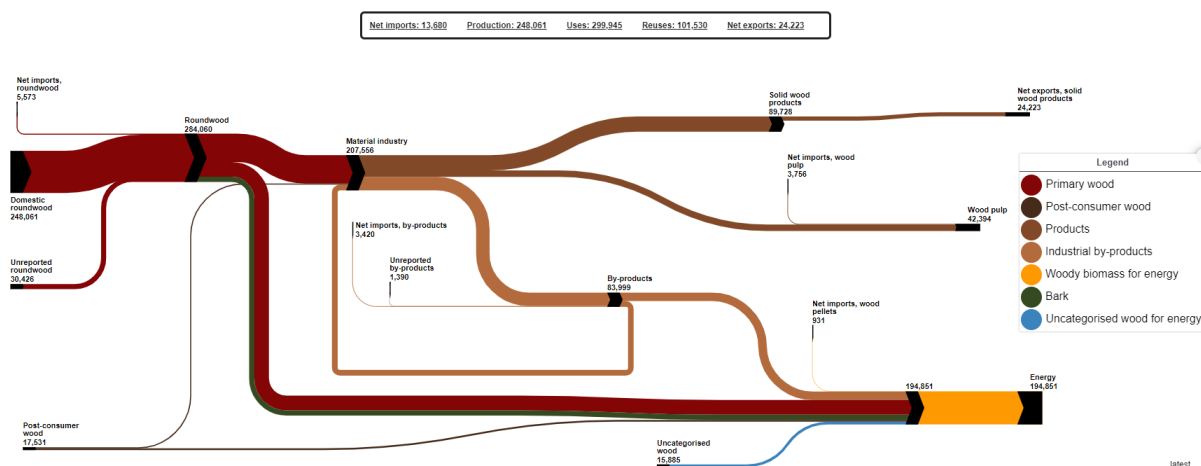 Net imports: 13,680 Production: 248,061 Uses: 299,945 Reuses: 101,530 Net exports: 24,223
Net imports,
roundwood
5,573
Roundwood
284,060
Material industry
207,556
Solid wood
products
89,728
Net exports, solid
wood products
24,223
Domestic
roundwood
248,061
Unreported
roundwood
30,426
Net imports, wood
pulp
3,756
Wood pulp
42,394
Net imports, by-products
3,420
Unreported
by-products
1,390
By-products
83,999
Net imports, wood
pellets
931
194,851
Energy
194,851
Post-consumer
wood
17,531
Uncategorised
wood
15,885
Legend
Primary wood
Post-consumer wood
Products
Industrial by-products
Woody biomass for energy
Bark
Uncategorised wood for energy
latest